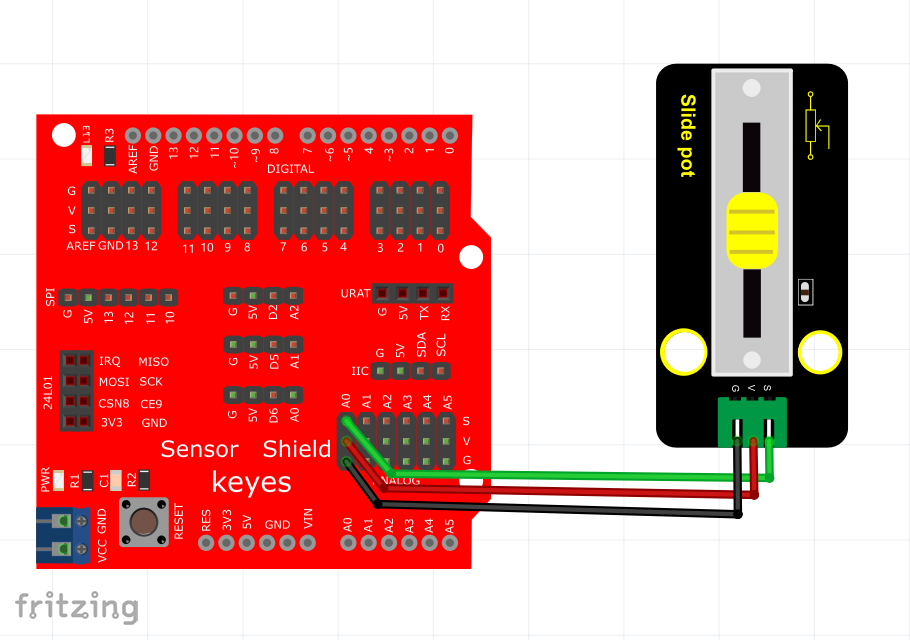 L13
R3
AREF
GND
13
12
11
~10
~9
8
7
~6
~5
4
~3
2
1
0
DIGITAL
G
V
S
AREF GND 13 12
11 10 9 8
7 6 5 4
3 2 1 0
SPI
G
5V
13
12
11
10
G
5V
D2
A2
URAT
G
5V
TX
RX
G
5V
D5
A1
IIC
G
5V
SDA
SCL
24L01
IRQ MISO
MOSI SCK
CSN8 CE9
3V3 GND
G
5V
D6
A0
A0
A1
A2
A3
A4
A5
S
V
G
ANALOG
Sensor Shield
keyes
PWR
R1
C1
R2
RESET
VCC GND
RES
3V3
5V
GND
VIN
A0
A1
A2
A3
A4
A5
Slide pot
G
V
S
fritzing